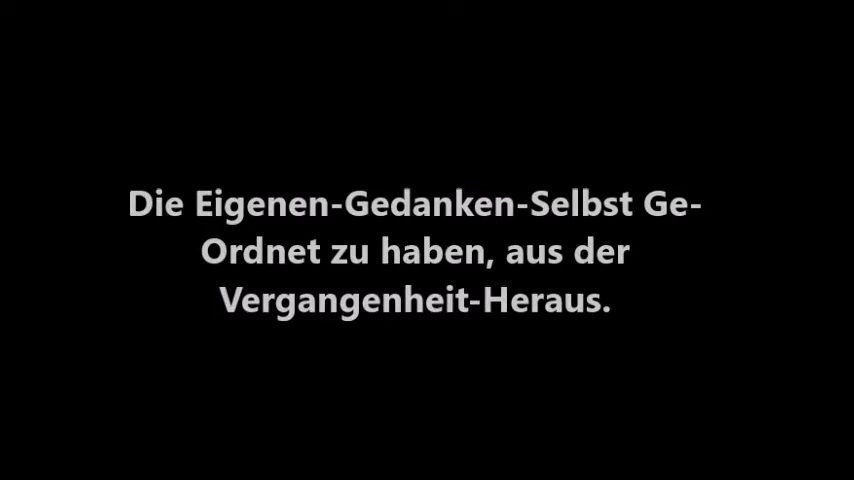 Die Eigenen-Gedanken-Selbst Ge-
Ordnet zu haben, aus der
Vergangenheit-Heraus.